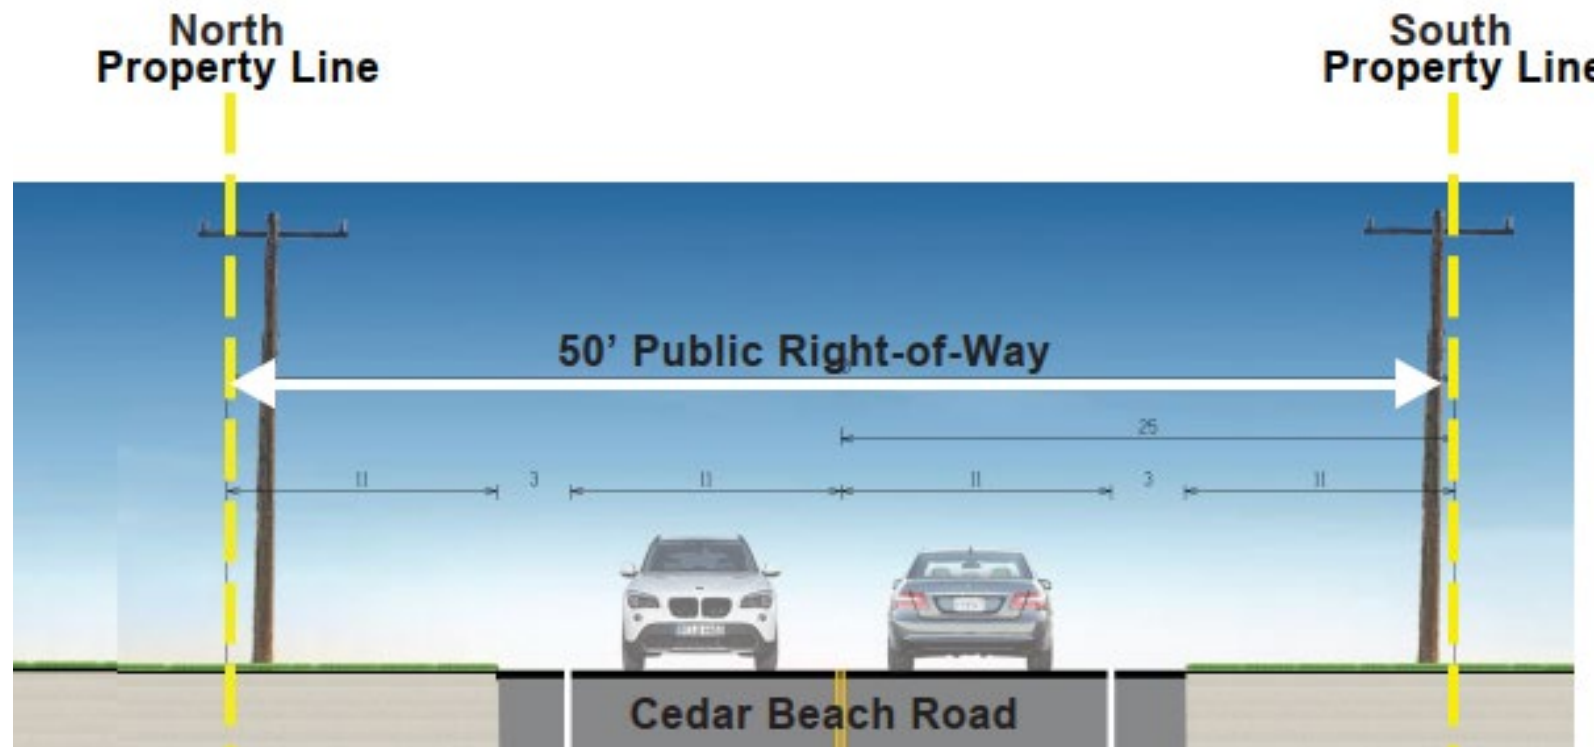 North
Property Line
South
Property Line
50’ Public Right-of-Way
25
11 3 11 11 3 11
Cedar Beach Road